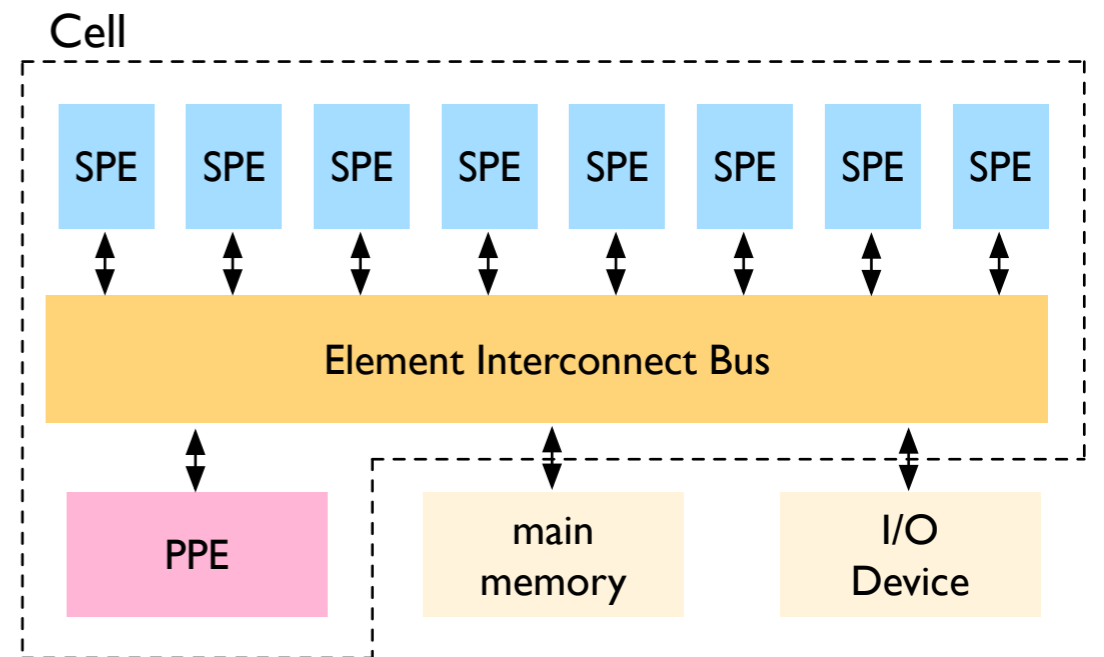 Cell
SPE
SPE
SPE
SPE
SPE
SPE
SPE
SPE
Element Interconnect Bus
PPE
main
memory
I/O
Device